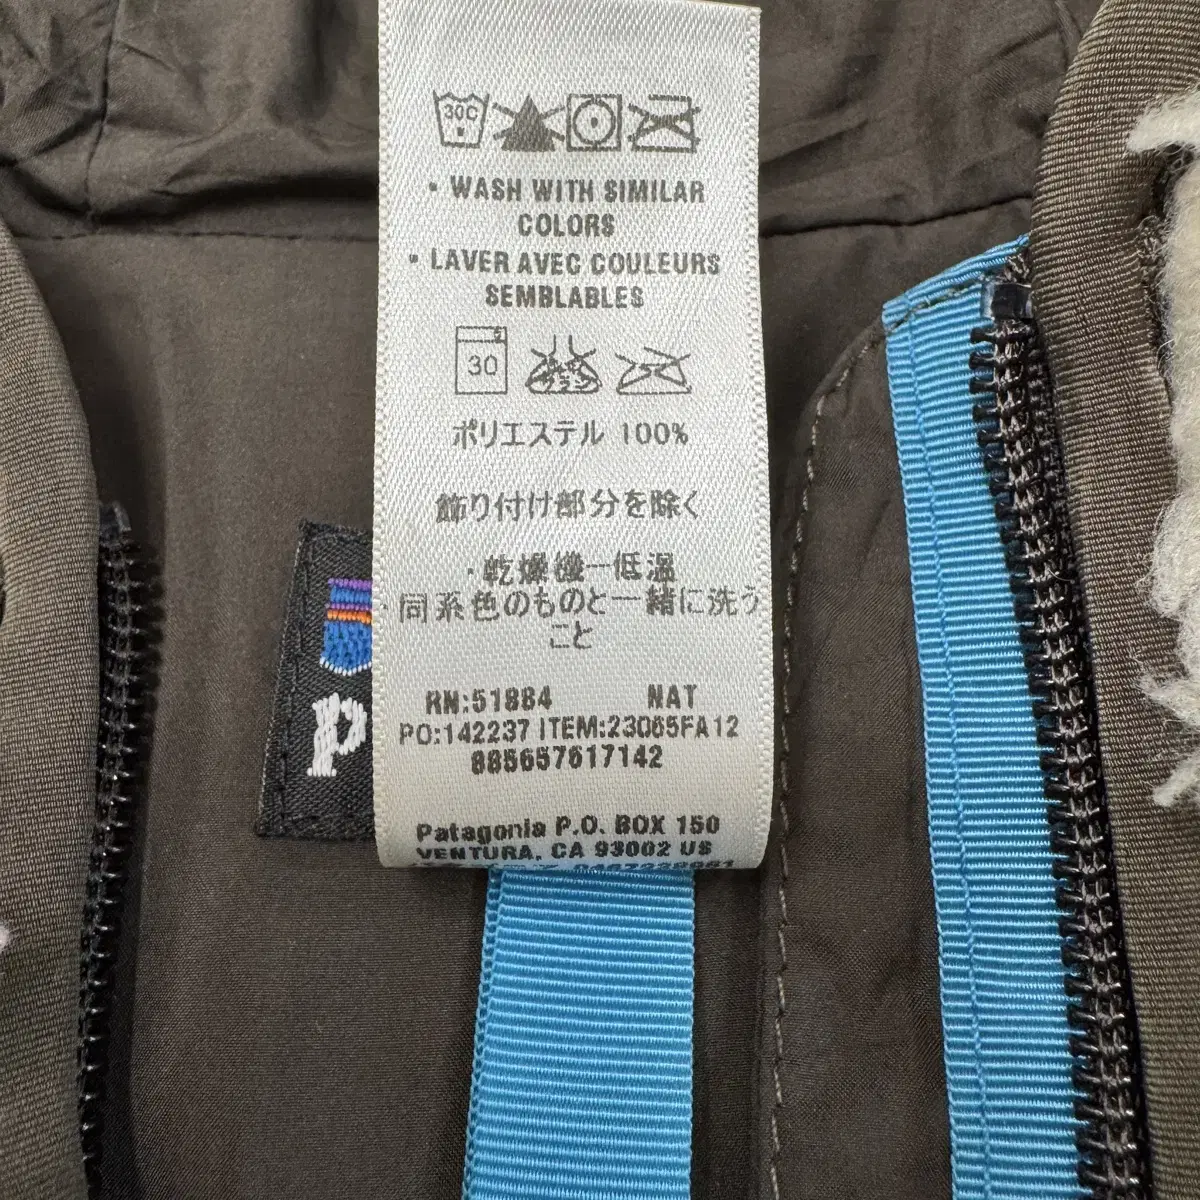 30C
• WASH WITH SIMILAR
COLORS
• LAVER AVEC COULEURS
SEMBLABLES
30
ポリエステル 100%
飾り付け部分を除く
・乾燥機一低温
・同系色のものと一緒に洗う
こと
RN:51884 NAT
PO:142237 ITEM:23065FA12
885657617142
Patagonia P.O. BOX 150
VENTURA, CA 93002 US
P